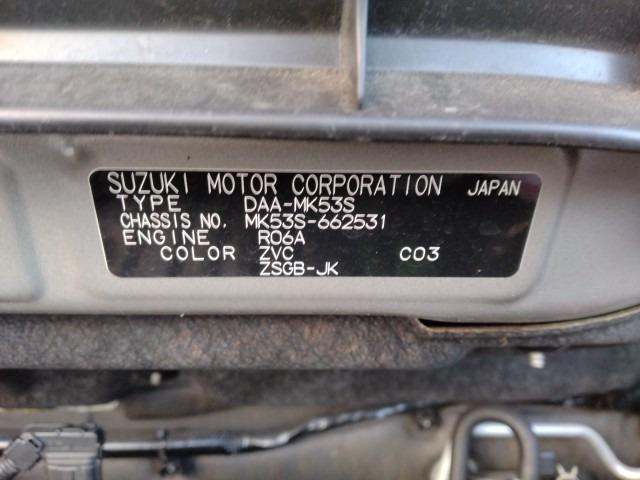 SUZUKI MOTOR CORPORATION JAPAN
TYPE DAA-MK53S
CHASSIS NO. MK53S-662531
ENGINE R06A
COLOR ZVC C03
ZSGB-JK